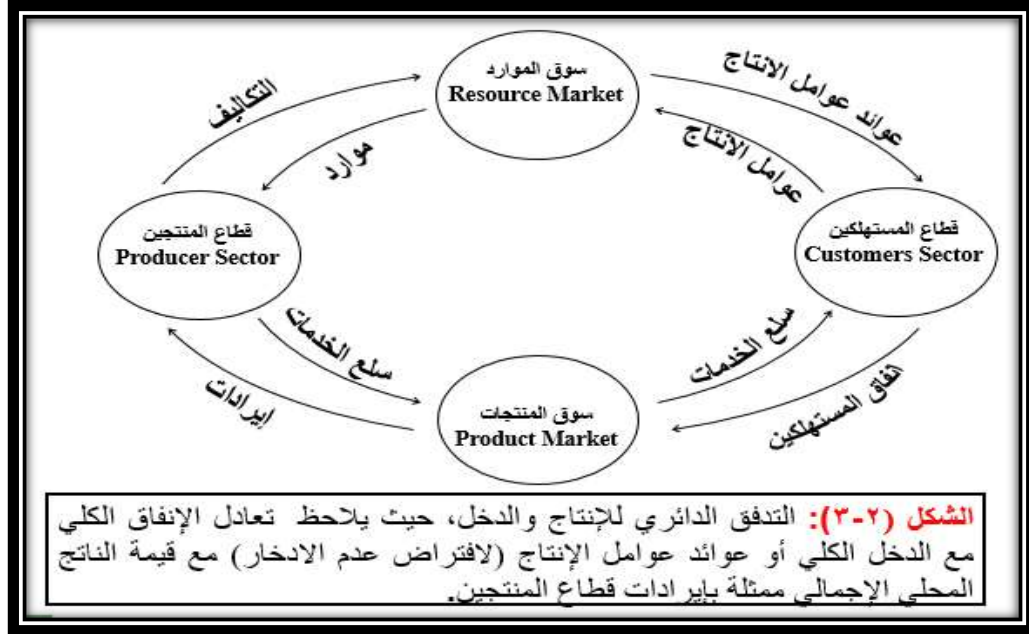 سوق الموارد
Resource Market
التكاليف
عوائد عوامل الانتاج
موارد
عوامل الانتاج
قطاع المنتجين
Producer Sector
قطاع المستهلكين
Customers Sector
سلع الخدمات
سلع الخدمات
إيرادات
انفاق المستهلكين
سوق المنتجات
Product Market
الشكل (٢-٣): التدفق الدائري للإنتاج والدخل، حيث يلاحظ تعادل الإنفاق الكلي
مع الدخل الكلي أو عوائد عوامل الإنتاج (لافتراض عدم الادخار) مع قيمة الناتج
المحلي الإجمالي ممثلة بإيرادات قطاع المنتجين.